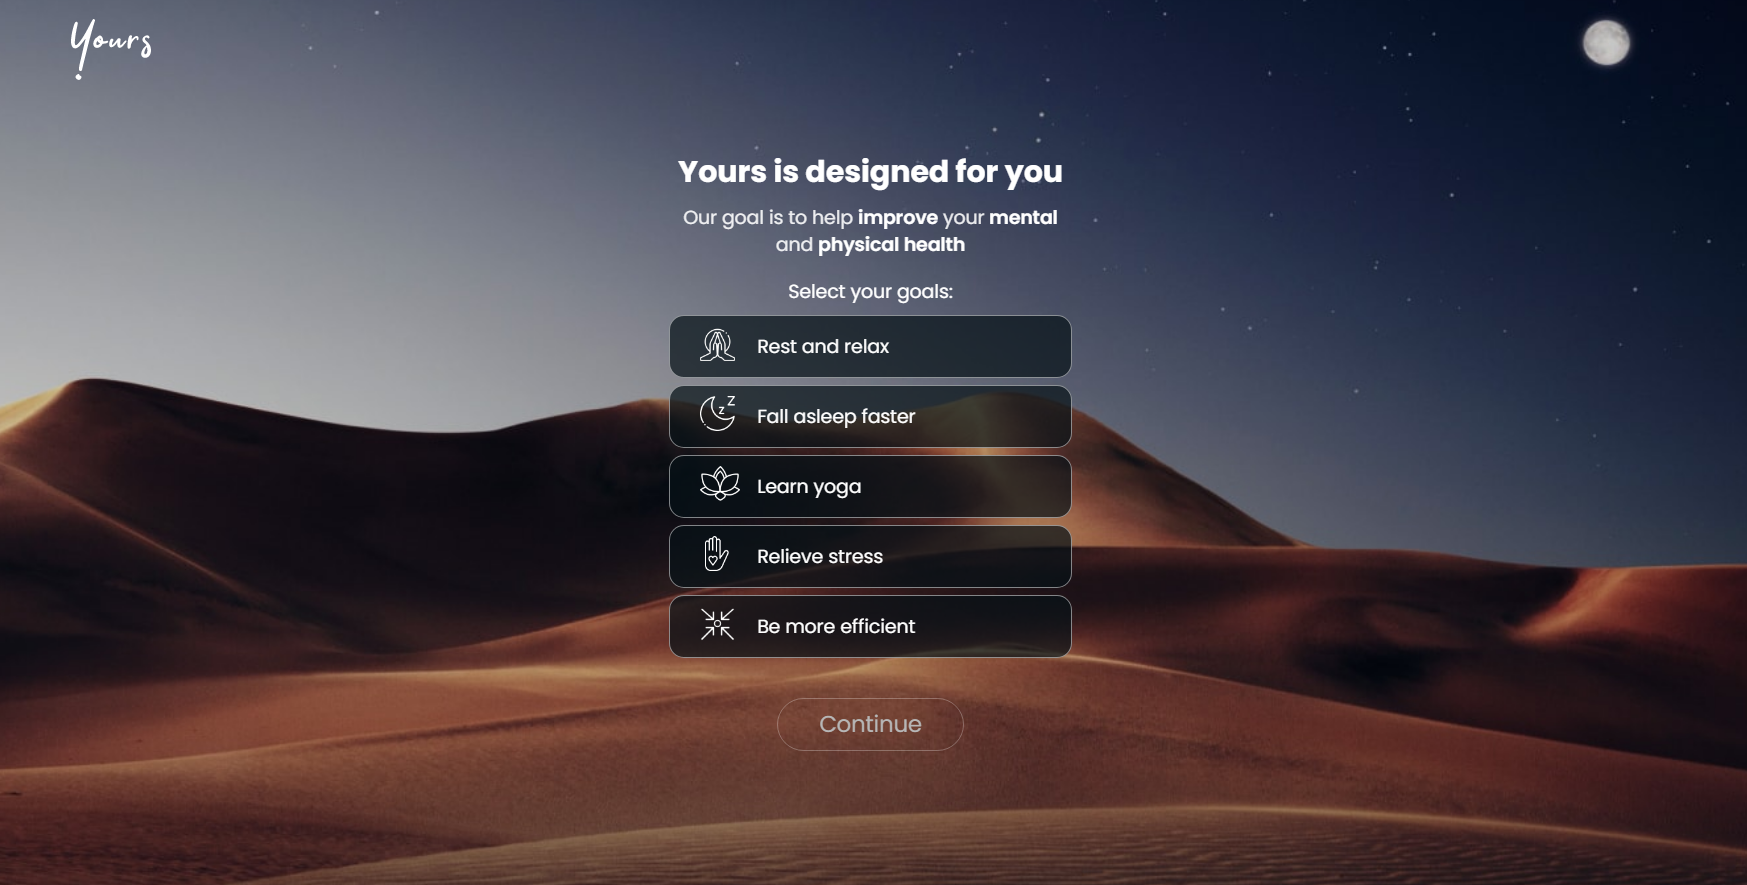 Yours
Yours is designed for you
Our goal is to help improve your mental
and physical health
Select your goals:
Rest and relax
Fall asleep faster
Learn yoga
Relieve stress
Be more efficient
Continue